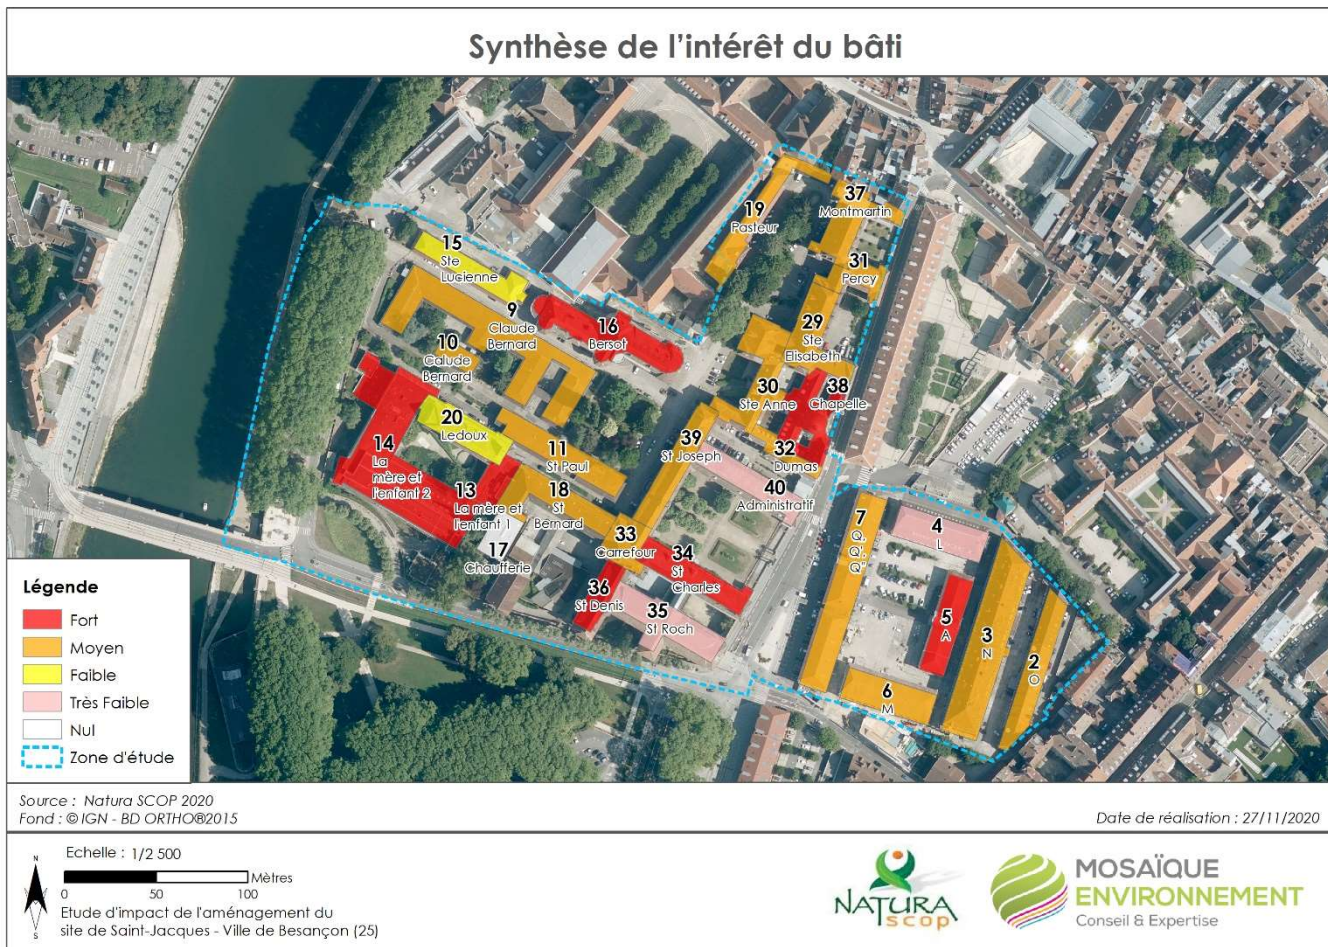 Synthèse de l'intérêt du bâti
37
Montmartin
19
Pasteur
15
Ste
Lucienne
31
Percy
9
Claude
Bernard
16
Bersot
29
Ste
Elisabeth
10
Calude
Bernard
30
Ste Anne
38
Chapelle
20
Ledoux
39
St Joseph
32
Dumas
14
La
mère et
l'enfant 2
11
St Paul
13
La mère et
l'enfant 1
18
St
Bernard
40
Administratif
7
Q.
Q'.
Q"
4
L
17
Chaufferie
33
Carrefour
34
St
Charles
36
St Denis
35
St Roch
5
A
3
N
2
O
6
M
Légende
Fort
Moyen
Faible
Très Faible
Nul
Zone d'étude
Source : Natura SCOP 2020
Fond : © IGN - BD ORTHO®2015
Date de réalisation : 27/11/2020
N
S
Echelle : 1/2 500
Mètres
0 50 100
Etude d'impact de l'aménagement du
site de Saint-Jacques - Ville de Besançon (25)
NATURA
scop
MOSAÏQUE
ENVIRONNEMENT
Conseil & Expertise